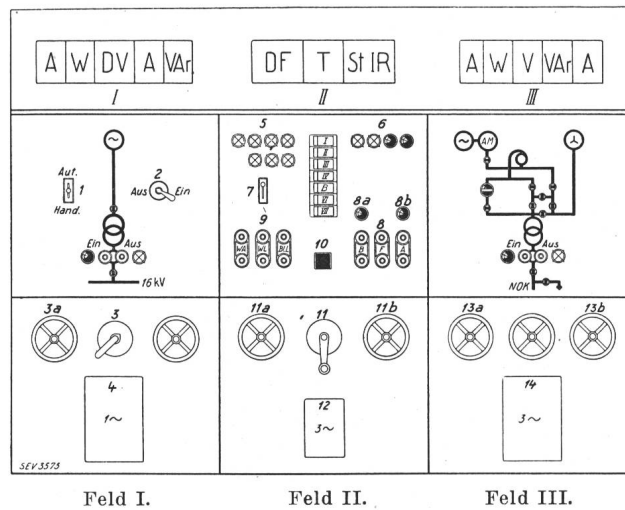 A W DV A VAr
DF T St IR
A W V VAr A
I
II
III
Aut.
1
Hand.
2
Aus Ein
Ein Aus
16 kV
5
6
I
II
III
IV
B
VI
VII
7
8a
8b
9
WA WL BlL
10
8
B F A
AM
Ein Aus
NOK
3a 3
4
1~
SEV 3575
11a 11 11b
12
3~
13a 13b
14
3~
Feld I. Feld II. Feld III.